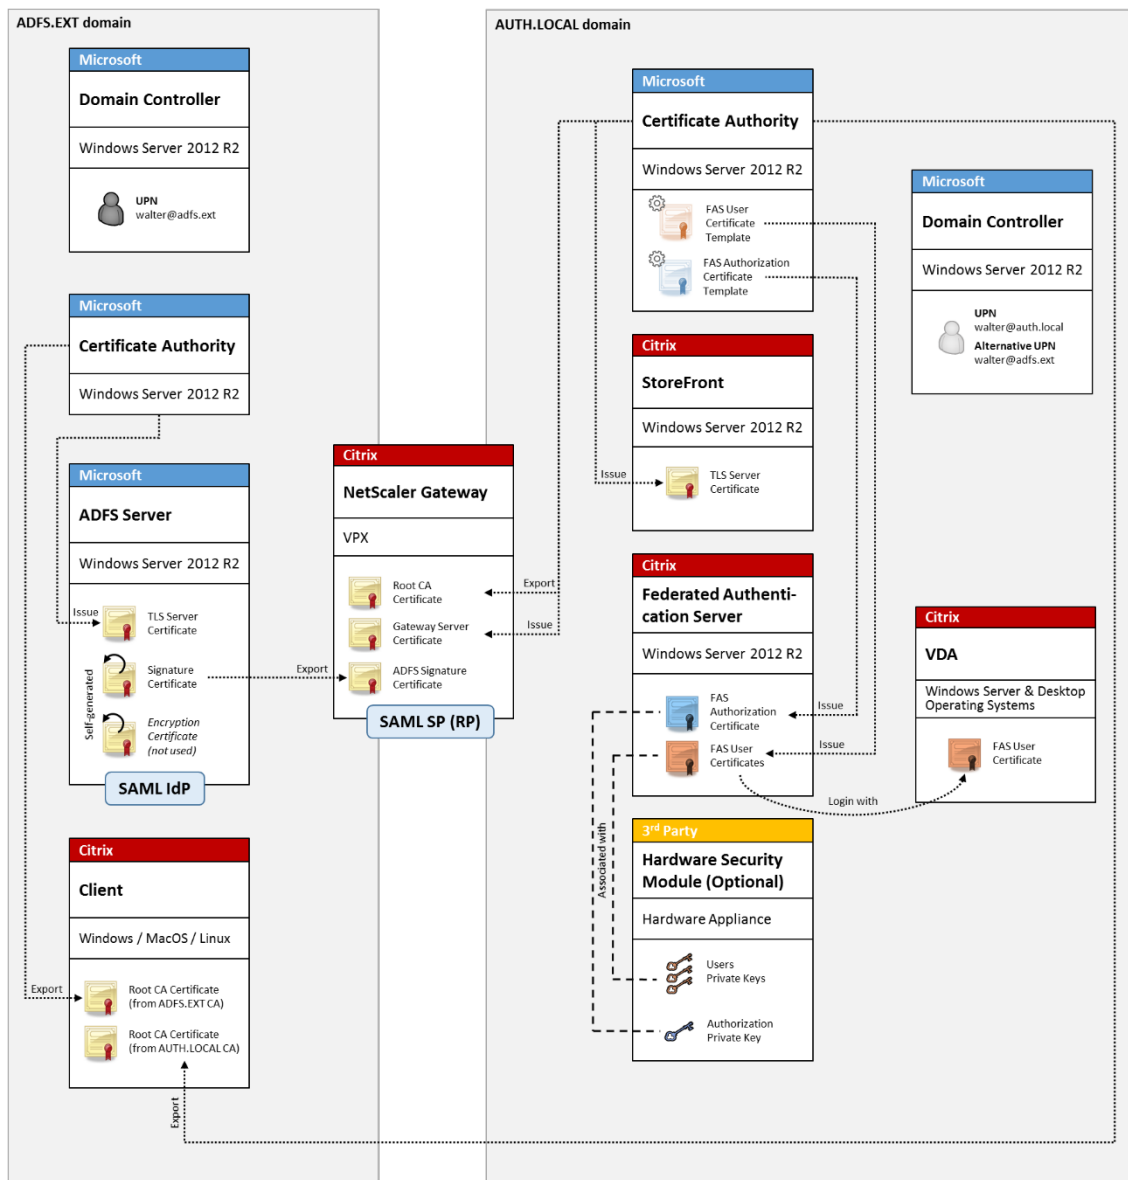 ADFS.EXT domain
Microsoft
Domain Controller
Windows Server 2012 R2
UPN
walter@adfs.ext
Microsoft
Certificate Authority
Windows Server 2012 R2
Microsoft
ADFS Server
Windows Server 2012 R2
Issue
TLS Server
Certificate
Self-generated
Signature
Certificate
Encryption
Certificate
(not used)
SAML IdP
Export
Citrix
Client
Windows / MacOS / Linux
Export
Root CA Certificate
(from ADFS.EXT CA)
Root CA Certificate
(from AUTH.LOCAL CA)
Export
Citrix
NetScaler Gateway
VPX
Root CA
Certificate
Export
Gateway Server
Certificate
Issue
ADFS Signature
Certificate
SAML SP (RP)
AUTH.LOCAL domain
Microsoft
Certificate Authority
Windows Server 2012 R2
FAS User
Certificate
Template
FAS Authorization
Certificate
Template
Citrix
StoreFront
Windows Server 2012 R2
Issue
TLS Server
Certificate
Citrix
Federated Authenti-
cation Server
Windows Server 2012 R2
FAS
Authorization
Certificate
Issue
FAS User
Certificates
Issue
Login with
Associated with
3rd Party
Hardware Security
Module (Optional)
Hardware Appliance
Users
Private Keys
Authorization
Private Key
Microsoft
Domain Controller
Windows Server 2012 R2
UPN
walter@auth.local
Alternative UPN
walter@adfs.ext
Citrix
VDA
Windows Server & Desktop
Operating Systems
FAS User
Certificate